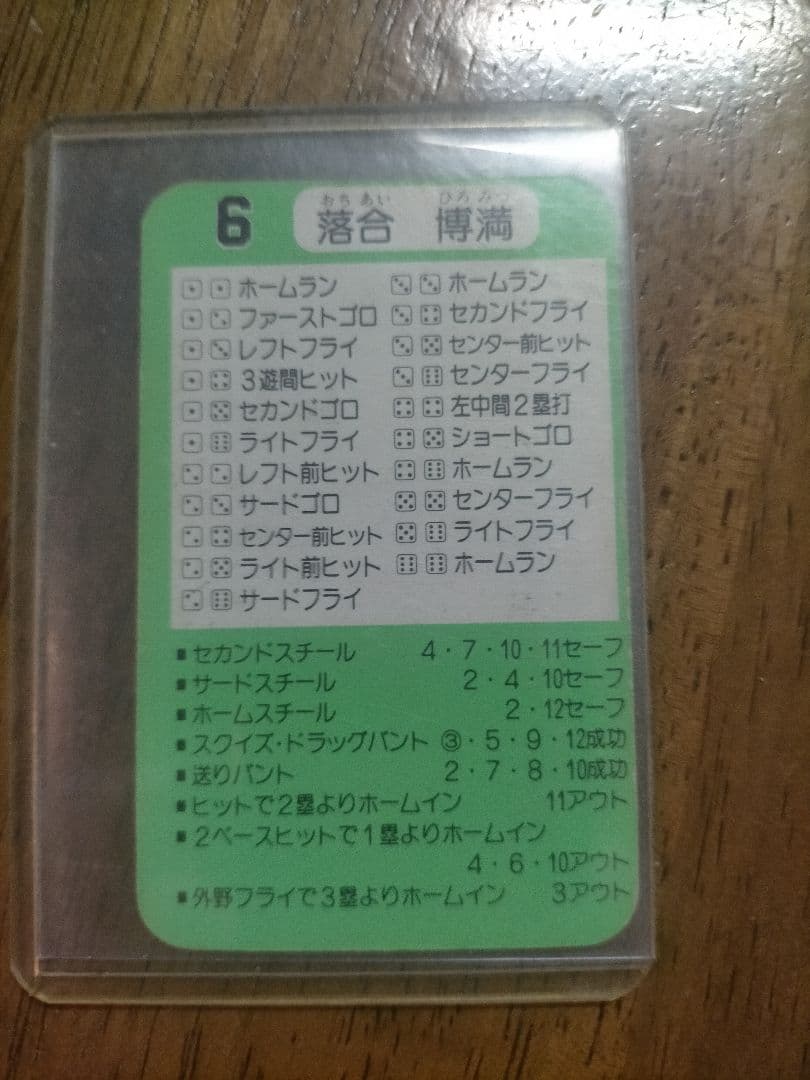 6 落合 博満
おちあい ひろみつ
⚀⚀ホームラン
⚀⚁ファーストゴロ
⚀⚂レフトフライ
⚀⚃3遊間ヒット
⚀⚄セカンドゴロ
⚀⚅ライトフライ
⚁⚁レフト前ヒット
⚁⚂サードゴロ
⚁⚃センター前ヒット
⚁⚄ライト前ヒット
⚁⚅サードフライ
⚂⚂ホームラン
⚂⚃セカンドフライ
⚂⚄センター前ヒット
⚂⚅センターフライ
⚃⚃左中間2塁打
⚃⚄ショートゴロ
⚃⚅ホームラン
⚄⚄センターフライ
⚄⚅ライトフライ
⚅⚅ホームラン
■セカンドスチール 4・7・10・11セーフ
■サードスチール 2・4・10セーフ
■ホームスチール 2・12セーフ
■スクイズ・ドラッグバント ③・5・9・12成功
■送りバント 2・7・8・10成功
■ヒットで2塁よりホームイン 11アウト
■2ベースヒットで1塁よりホームイン
4・6・10アウト
■外野フライで3塁よりホームイン 3アウト